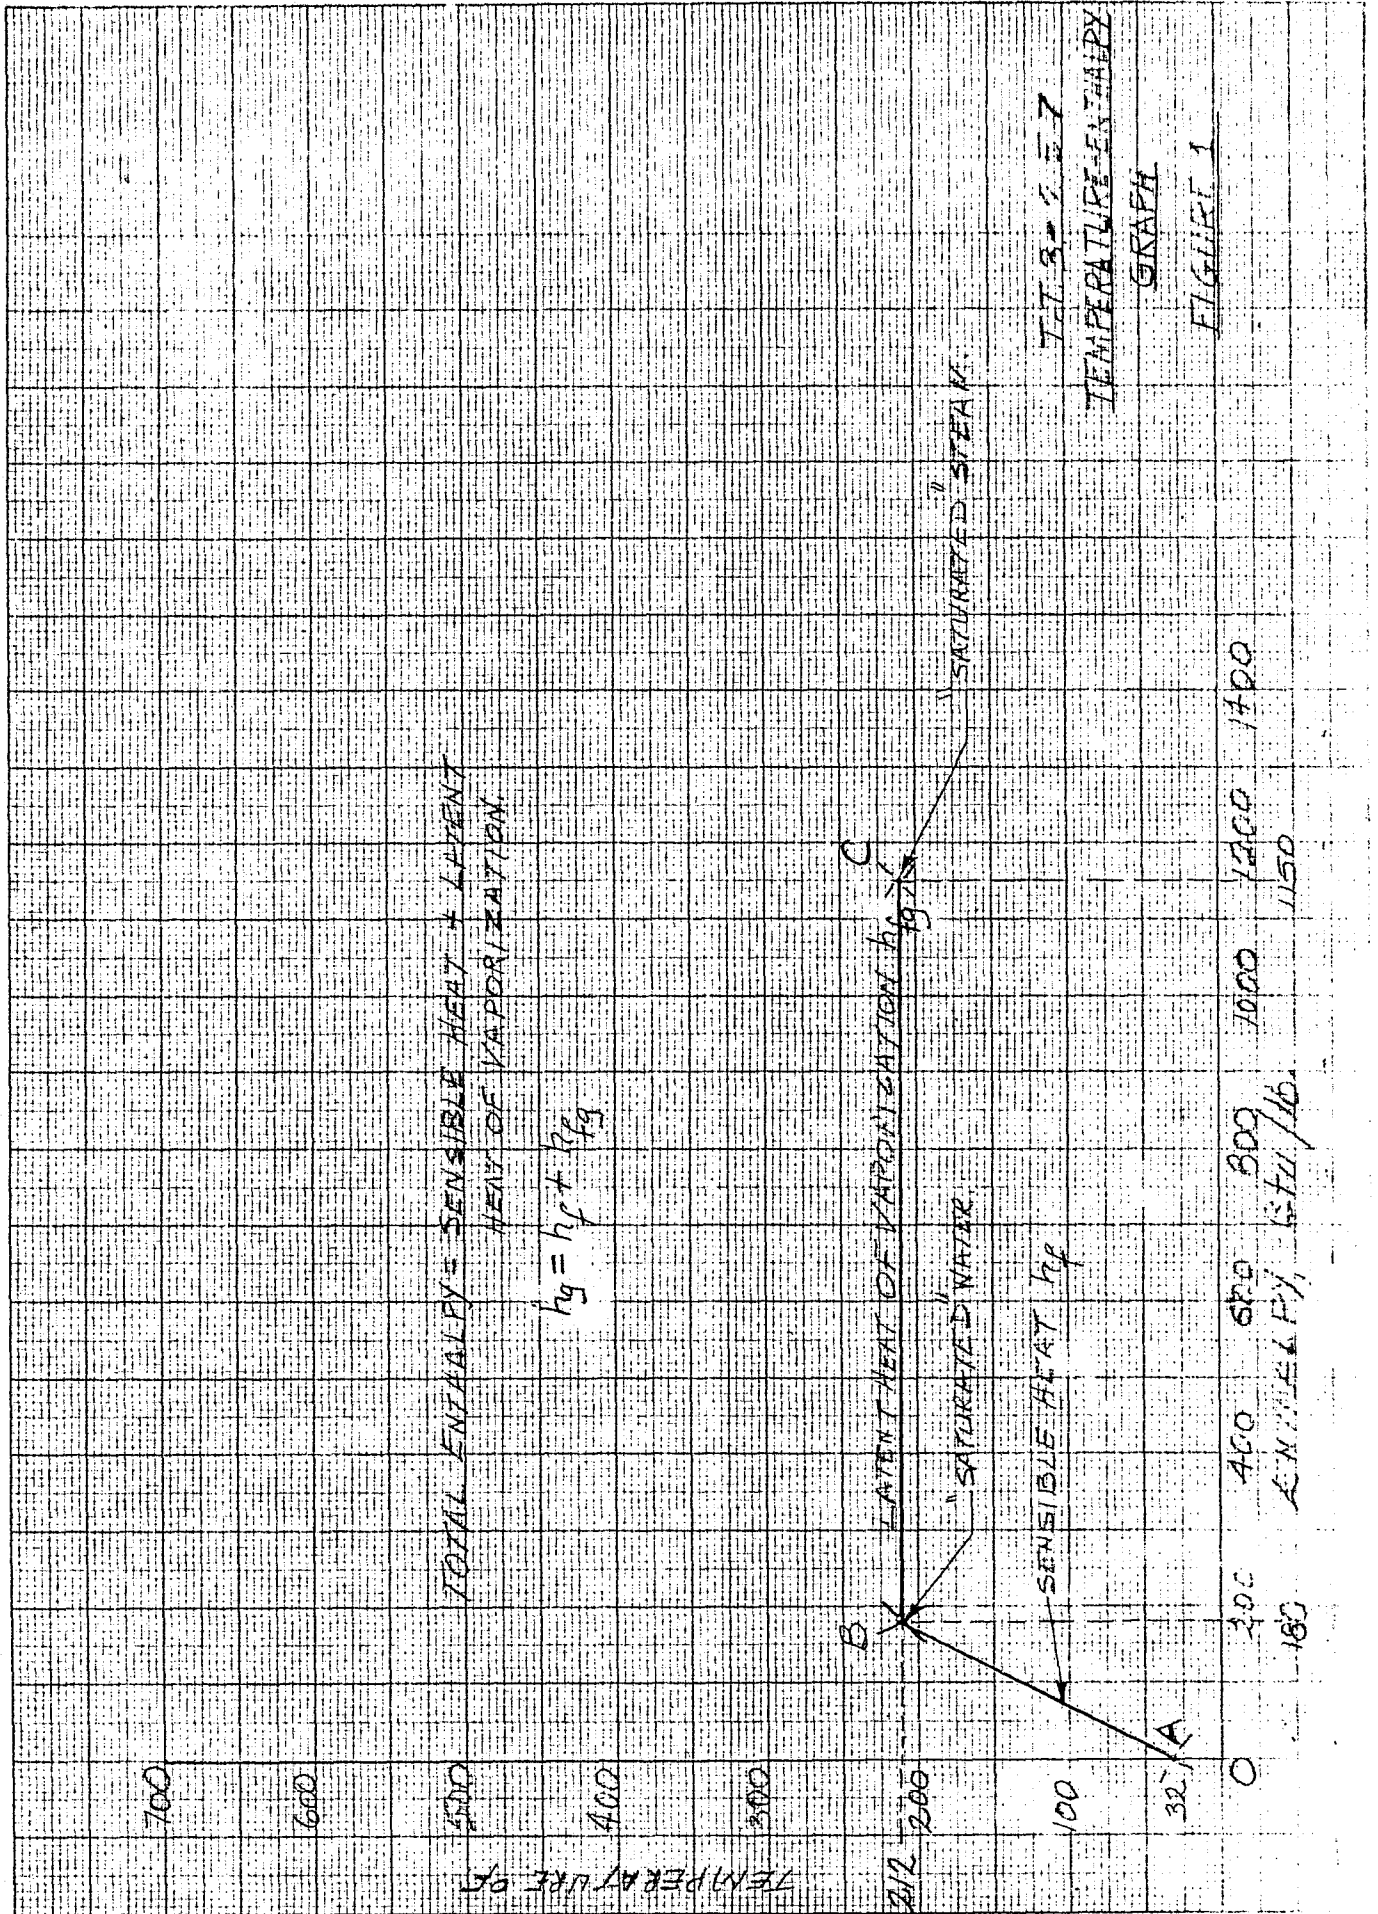 700
600
500
400
300
212
200
100
32
0
TEMPERATURE °F
TOTAL ENTHALPY = SENSIBLE HEAT + LATENT
HEAT OF VAPORIZATION.
hg = hf + hfg
B
LATENT HEAT OF VAPORIZATION hfg
C
"SATURATED" WATER.
"SATURATED" STEAM.
SENSIBLE HEAT hf
A
200 400 600 800 1000 1200 1400
180 1150
ENTHALPY, Btu/lb.
TEMPERATURE-ENTHALPY
GRAPH
FIGURE 1